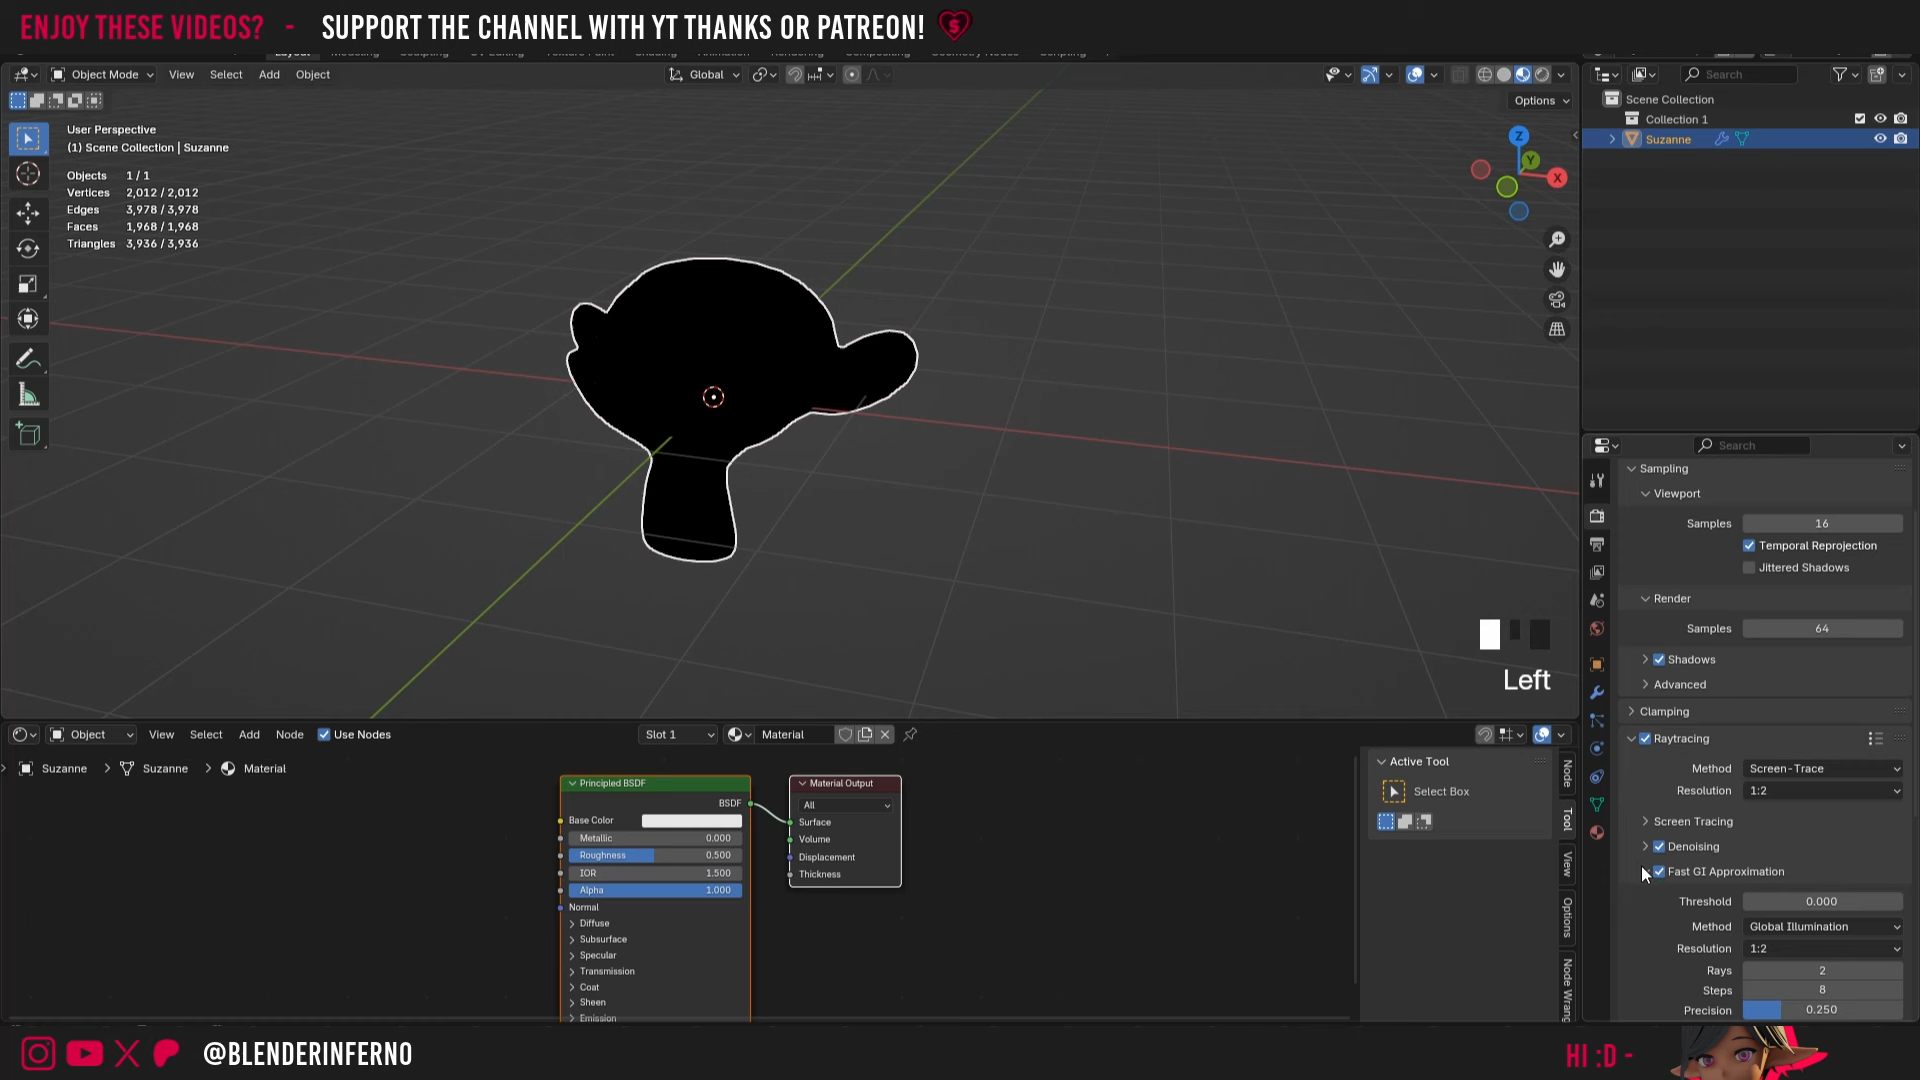 ENJOY THESE VIDEOS? - SUPPORT THE CHANNEL WITH YT THANKS OR PATREON!
Object Mode View Select Add Object Global
Search
Options
User Perspective
(1) Scene Collection | Suzanne
Objects 1 / 1
Vertices 2,012 / 2,012
Edges 3,978 / 3,978
Faces 1,968 / 1,968
Triangles 3,936 / 3,936
Z
Y
X
Scene Collection
Collection 1
Suzanne
Left
Search
Sampling
Viewport
Samples 16
Temporal Reprojection
Jittered Shadows
Render
Samples 64
Shadows
Advanced
Clamping
Raytracing
Method Screen-Trace
Resolution 1:2
Screen Tracing
Denoising
Fast GI Approximation
Threshold 0.000
Method Global Illumination
Resolution 1:2
Rays 2
Steps 8
Precision 0.250
Object View Select Add Node Use Nodes Slot 1 Material
Suzanne > Suzanne > Material
Principled BSDF
BSDF
Base Color
Metallic 0.000
Roughness 0.500
IOR 1.500
Alpha 1.000
Normal
Diffuse
Subsurface
Specular
Transmission
Coat
Sheen
Emission
Material Output
All
Surface
Volume
Displacement
Thickness
Active Tool
Select Box
Node
Tool
View
Options
Node Wrang
@BLENDERINFERNO
HI :D -